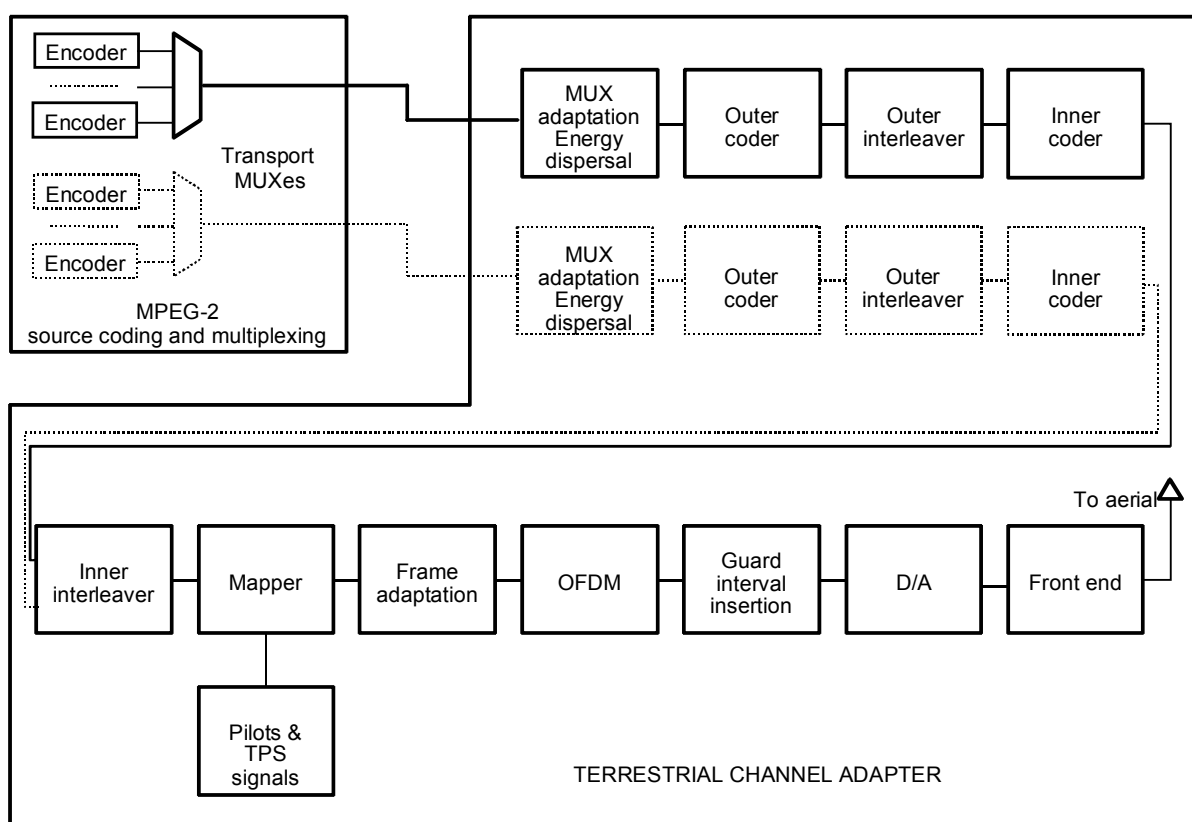 Encoder
Encoder
Transport
MUXes
Encoder
Encoder
MPEG-2
source coding and multiplexing
MUX
adaptation
Energy
dispersal
Outer
coder
Outer
interleaver
Inner
coder
MUX
adaptation
Energy
dispersal
Outer
coder
Outer
interleaver
Inner
coder
To aerial
Inner
interleaver
Mapper
Frame
adaptation
OFDM
Guard
interval
insertion
D/A
Front end
Pilots &
TPS
signals
TERRESTRIAL CHANNEL ADAPTER